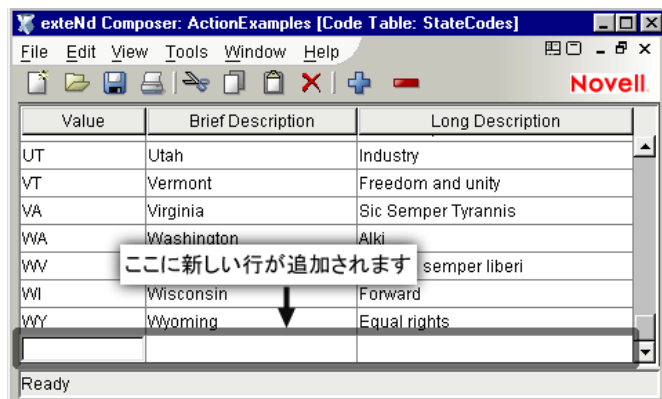 exteNd Composer: ActionExamples [Code Table: StateCodes]
File Edit View Tools Window Help
Novell
Value Brief Description Long Description
UT Utah Industry
VT Vermont Freedom and unity
VA Virginia Sic Semper Tyrannis
WA Washington Alki
WV semper liberi
ここに新しい行が追加されます
WI Wisconsin Forward
WY Wyoming Equal rights
Ready